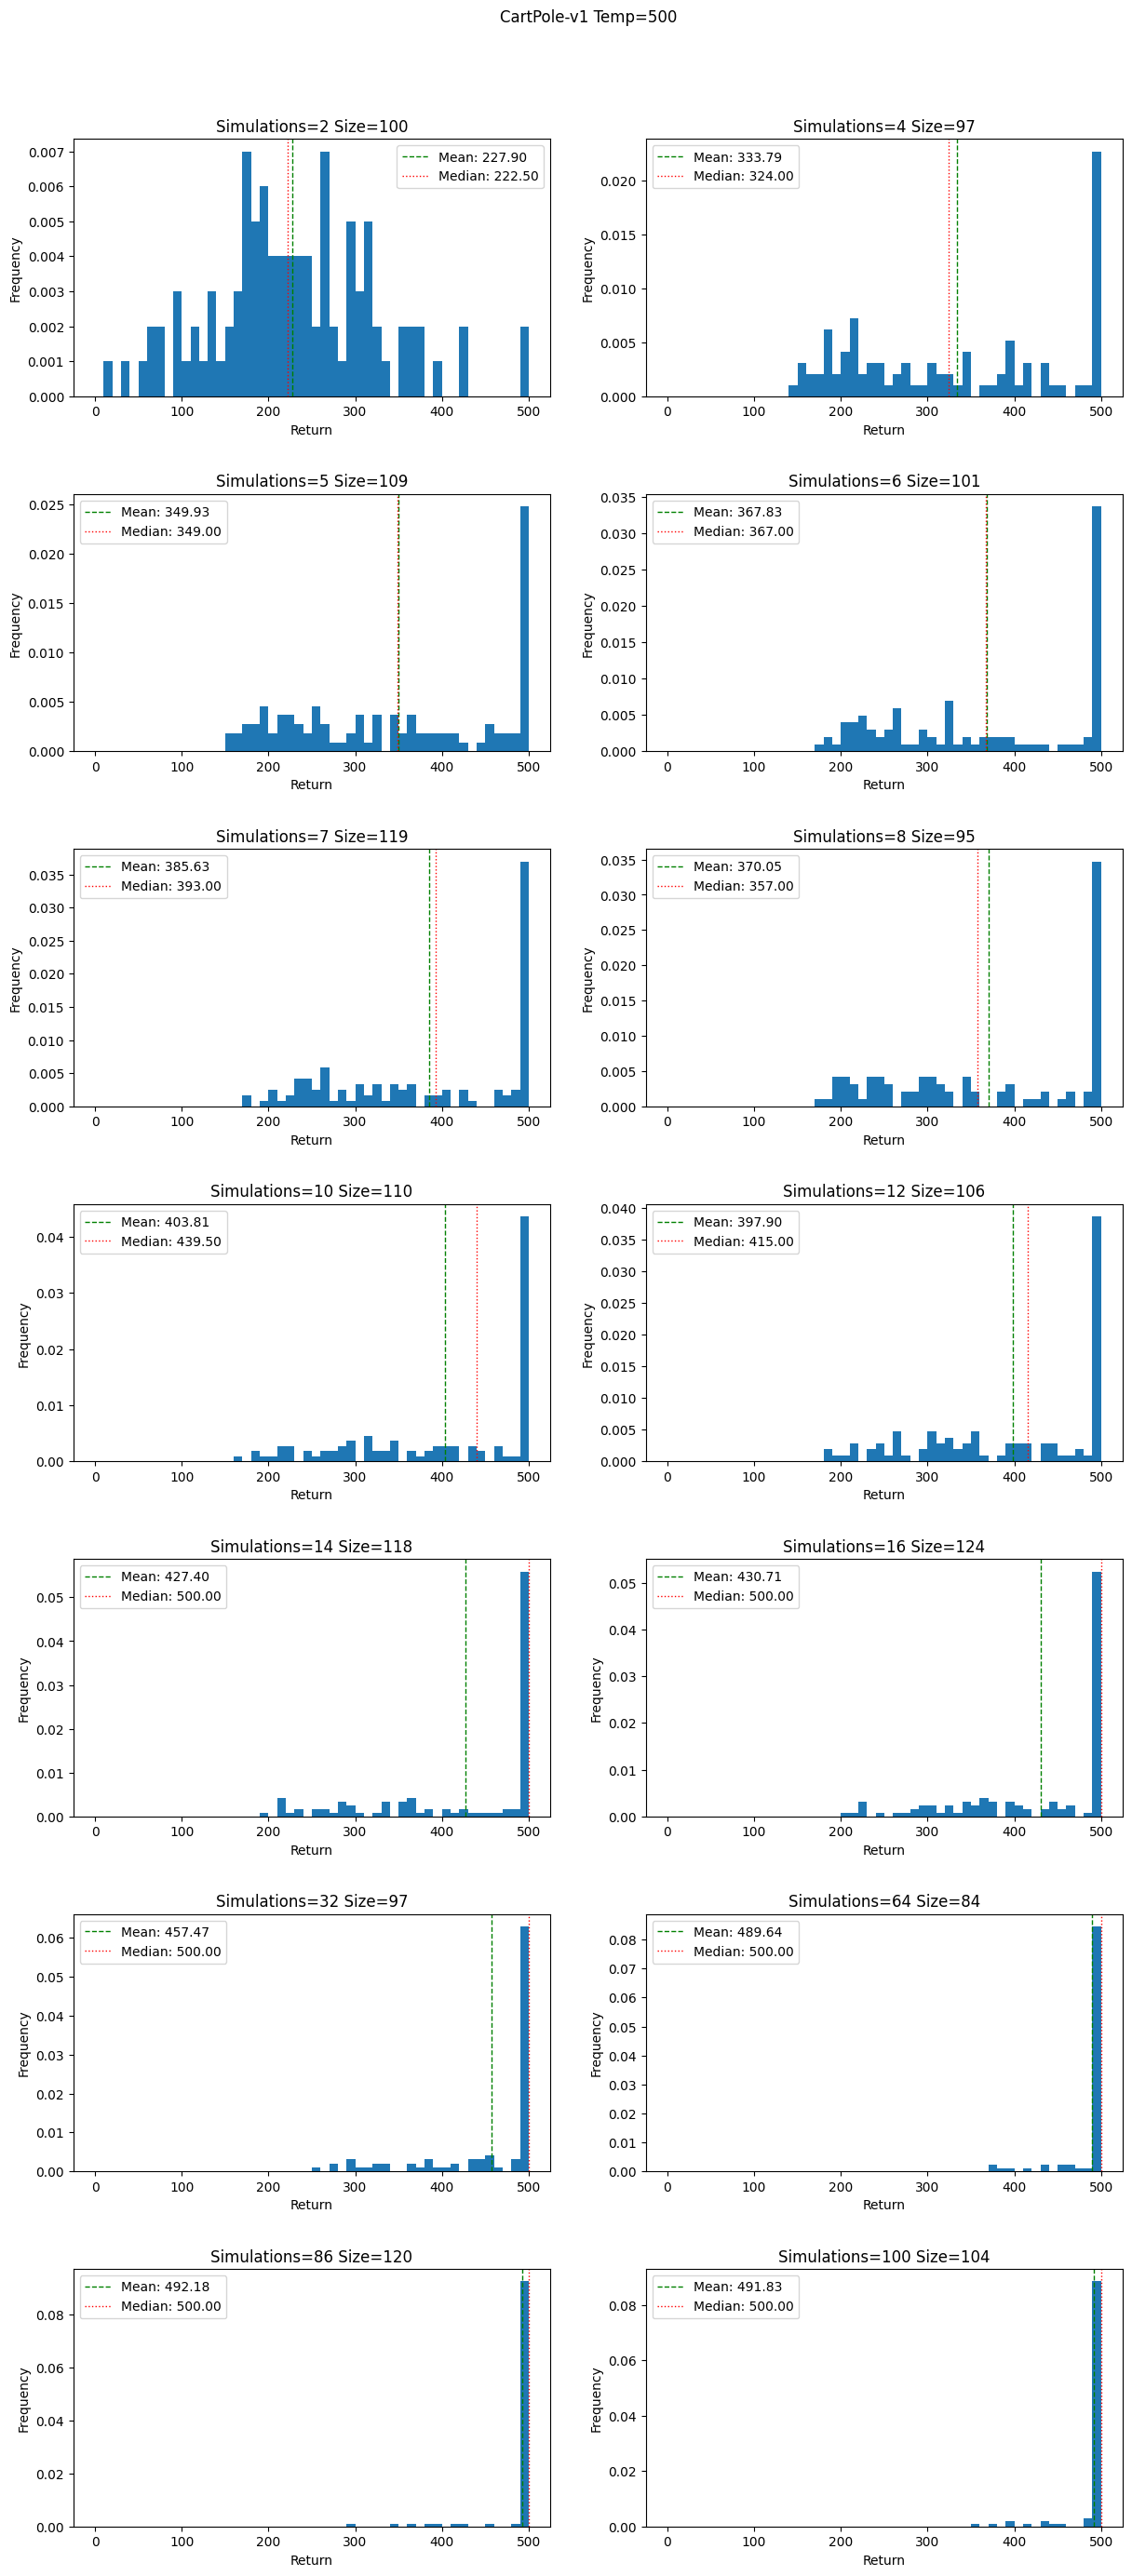 CartPole-v1 Temp=500
Simulations=2 Size=100
Mean: 227.90
Median: 222.50
0.007
0.006
0.005
0.004
0.003
0.002
0.001
0.000
Frequency
0 100 200 300 400 500
Return
Simulations=4 Size=97
Mean: 333.79
Median: 324.00
0.020
0.015
0.010
0.005
0.000
Frequency
0 100 200 300 400 500
Return
Simulations=5 Size=109
Mean: 349.93
Median: 349.00
0.025
0.020
0.015
0.010
0.005
0.000
Frequency
0 100 200 300 400 500
Return
Simulations=6 Size=101
Mean: 367.83
Median: 367.00
0.035
0.030
0.025
0.020
0.015
0.010
0.005
0.000
Frequency
0 100 200 300 400 500
Return
Simulations=7 Size=119
Mean: 385.63
Median: 393.00
0.035
0.030
0.025
0.020
0.015
0.010
0.005
0.000
Frequency
0 100 200 300 400 500
Return
Simulations=8 Size=95
Mean: 370.05
Median: 357.00
0.035
0.030
0.025
0.020
0.015
0.010
0.005
0.000
Frequency
0 100 200 300 400 500
Return
Simulations=10 Size=110
Mean: 403.81
Median: 439.50
0.04
0.03
0.02
0.01
0.00
Frequency
0 100 200 300 400 500
Return
Simulations=12 Size=106
Mean: 397.90
Median: 415.00
0.040
0.035
0.030
0.025
0.020
0.015
0.010
0.005
0.000
Frequency
0 100 200 300 400 500
Return
Simulations=14 Size=118
Mean: 427.40
Median: 500.00
0.05
0.04
0.03
0.02
0.01
0.00
Frequency
0 100 200 300 400 500
Return
Simulations=16 Size=124
Mean: 430.71
Median: 500.00
0.05
0.04
0.03
0.02
0.01
0.00
Frequency
0 100 200 300 400 500
Return
Simulations=32 Size=97
Mean: 457.47
Median: 500.00
0.06
0.05
0.04
0.03
0.02
0.01
0.00
Frequency
0 100 200 300 400 500
Return
Simulations=64 Size=84
Mean: 489.64
Median: 500.00
0.08
0.07
0.06
0.05
0.04
0.03
0.02
0.01
0.00
Frequency
0 100 200 300 400 500
Return
Simulations=86 Size=120
Mean: 492.18
Median: 500.00
0.08
0.06
0.04
0.02
0.00
Frequency
0 100 200 300 400 500
Return
Simulations=100 Size=104
Mean: 491.83
Median: 500.00
0.08
0.06
0.04
0.02
0.00
Frequency
0 100 200 300 400 500
Return